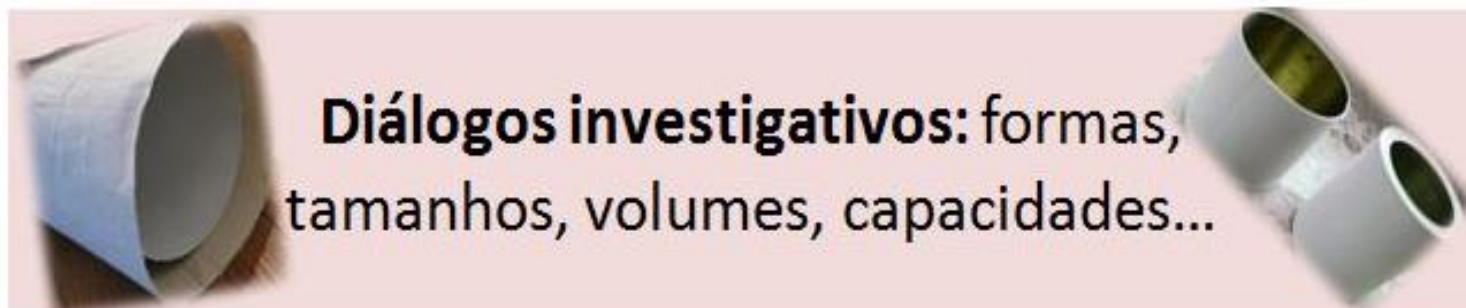 Diálogos investigativos: formas,
tamanhos, volumes, capacidades...